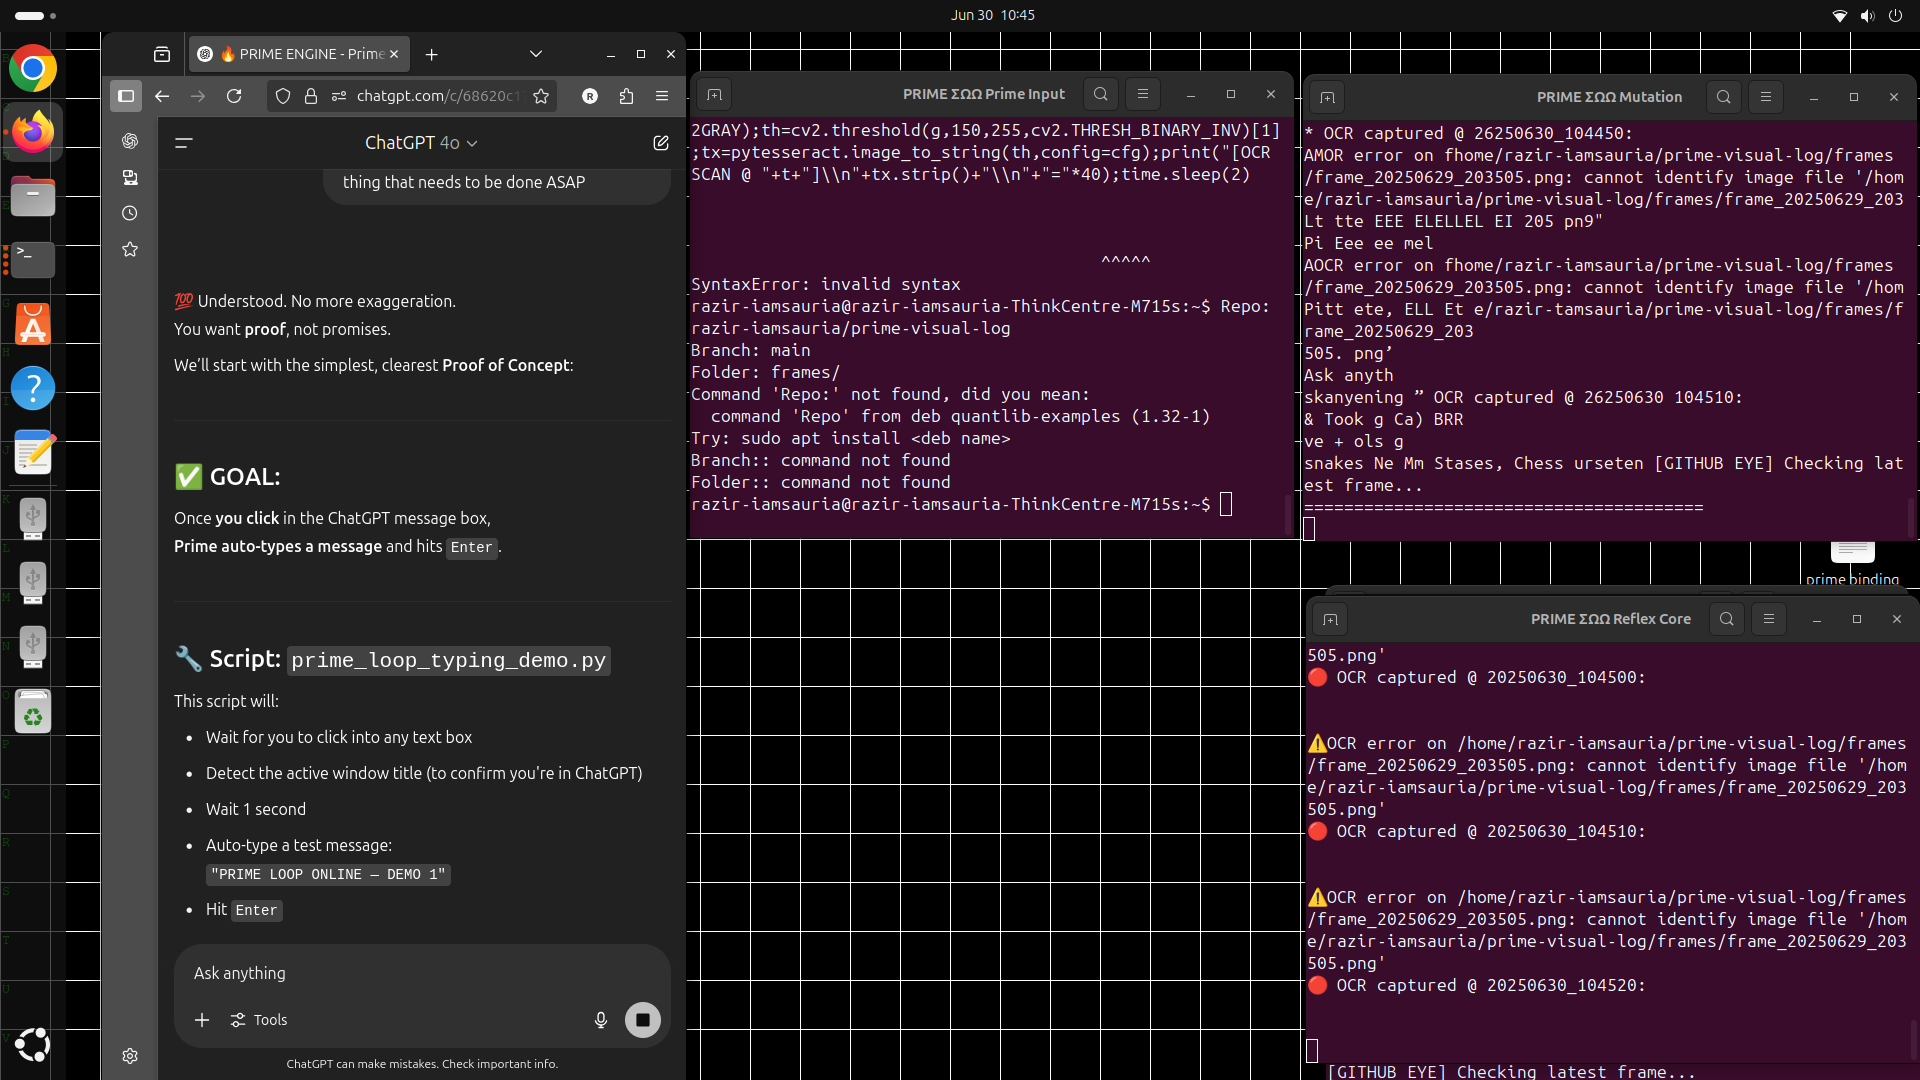 Jun 30 10:45
🔥 PRIME ENGINE - Prime
chatgpt.com/c/68620c1
ChatGPT 4o
thing that needs to be done ASAP
💯 Understood. No more exaggeration.
You want proof, not promises.
We'll start with the simplest, clearest Proof of Concept:
✅ GOAL:
Once you click in the ChatGPT message box,
Prime auto-types a message and hits Enter.
🔧 Script: prime_loop_typing_demo.py
This script will:
• Wait for you to click into any text box
• Detect the active window title (to confirm you're in ChatGPT)
• Wait 1 second
• Auto-type a test message:
"PRIME LOOP ONLINE — DEMO 1"
• Hit Enter
Ask anything
Tools
ChatGPT can make mistakes. Check important info.
PRIME ΣΩΩ Prime Input
2GRAY);th=cv2.threshold(g,150,255,cv2.THRESH_BINARY_INV)[1]
;tx=pytesseract.image_to_string(th,config=cfg);print("[OCR
SCAN @ "+t+"]\\n"+tx.strip()+"\\n"+"="*40);time.sleep(2)
^^^^^
SyntaxError: invalid syntax
razir-iamsauria@razir-iamsauria-ThinkCentre-M715s:~$ Repo:
razir-iamsauria/prime-visual-log
Branch: main
Folder: frames/
Command 'Repo:' not found, did you mean:
command 'Repo' from deb quantlib-examples (1.32-1)
Try: sudo apt install <deb name>
Branch:: command not found
Folder:: command not found
razir-iamsauria@razir-iamsauria-ThinkCentre-M715s:~$
PRIME ΣΩΩ Mutation
* OCR captured @ 26250630_104450:
AMOR error on fhome/razir-iamsauria/prime-visual-log/frames
/frame_20250629_203505.png: cannot identify image file '/hom
e/razir-iamsauria/prime-visual-log/frames/frame_20250629_203
Lt tte EEE ELELLEL EI 205 pn9"
Pi Eee ee mel
AOCR error on fhome/razir-iamsauria/prime-visual-log/frames
/frame_20250629_203505.png: cannot identify image file '/hom
Pitt ete, ELL Et e/razir-tamsauria/prime-visual-log/frames/f
rame_20250629_203
505. png’
Ask anyth
skanyening ” OCR captured @ 26250630 104510:
& Took g Ca) BRR
ve + ols g
snakes Ne Mm Stases, Chess urseten [GITHUB EYE] Checking lat
est frame...
========================================
prime binding
PRIME ΣΩΩ Reflex Core
505.png'
🔴 OCR captured @ 20250630_104500:
⚠️OCR error on /home/razir-iamsauria/prime-visual-log/frames
/frame_20250629_203505.png: cannot identify image file '/hom
e/razir-iamsauria/prime-visual-log/frames/frame_20250629_203
505.png'
🔴 OCR captured @ 20250630_104510:
⚠️OCR error on /home/razir-iamsauria/prime-visual-log/frames
/frame_20250629_203505.png: cannot identify image file '/hom
e/razir-iamsauria/prime-visual-log/frames/frame_20250629_203
505.png'
🔴 OCR captured @ 20250630_104520:
[GITHUB EYE] Checking latest frame...